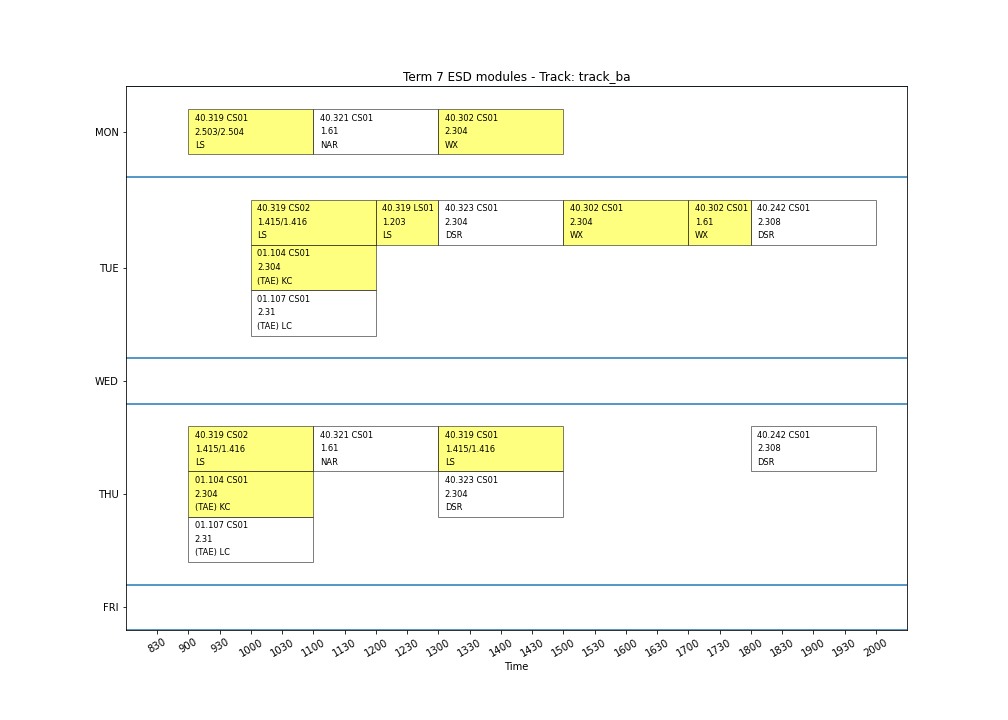 Term 7 ESD modules - Track: track_ba
MON
40.319 CS01
2.503/2.504
LS
40.321 CS01
1.61
NAR
40.302 CS01
2.304
WX
TUE
40.319 CS02
1.415/1.416
LS
40.319 LS01
1.203
LS
40.323 CS01
2.304
DSR
40.302 CS01
2.304
WX
40.302 CS01
1.61
WX
40.242 CS01
2.308
DSR
01.104 CS01
2.304
(TAE) KC
01.107 CS01
2.31
(TAE) LC
WED
THU
40.319 CS02
1.415/1.416
LS
40.321 CS01
1.61
NAR
40.319 CS01
1.415/1.416
LS
40.242 CS01
2.308
DSR
01.104 CS01
2.304
(TAE) KC
40.323 CS01
2.304
DSR
01.107 CS01
2.31
(TAE) LC
FRI
830 900 930 1000 1030 1100 1130 1200 1230 1300 1330 1400 1430 1500 1530 1600 1630 1700 1730 1800 1830 1900 1930 2000
Time